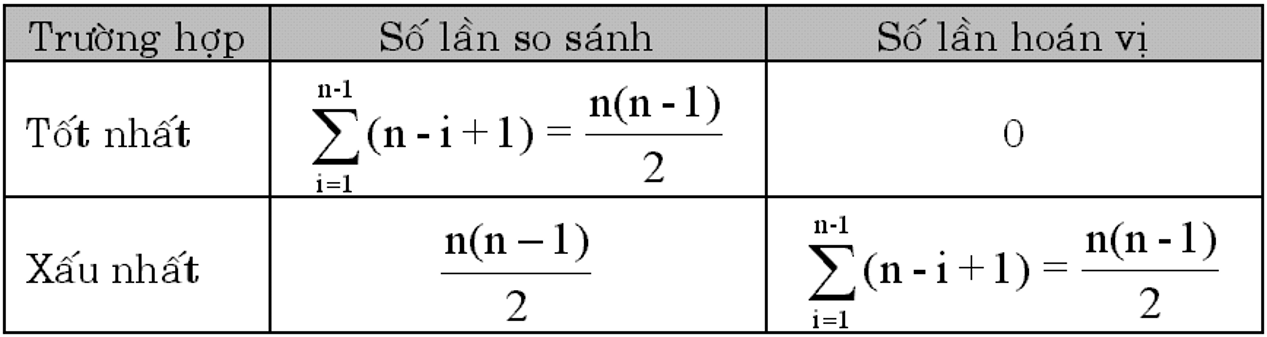 Trường hợp | Số lần so sánh | Số lần hoán vị
Tốt nhất | \sum_{i=1}^{n-1} (n - i + 1) = \frac{n(n - 1)}{2} | 0
Xấu nhất | \frac{n(n – 1)}{2} | \sum_{i=1}^{n-1} (n - i + 1) = \frac{n(n - 1)}{2}